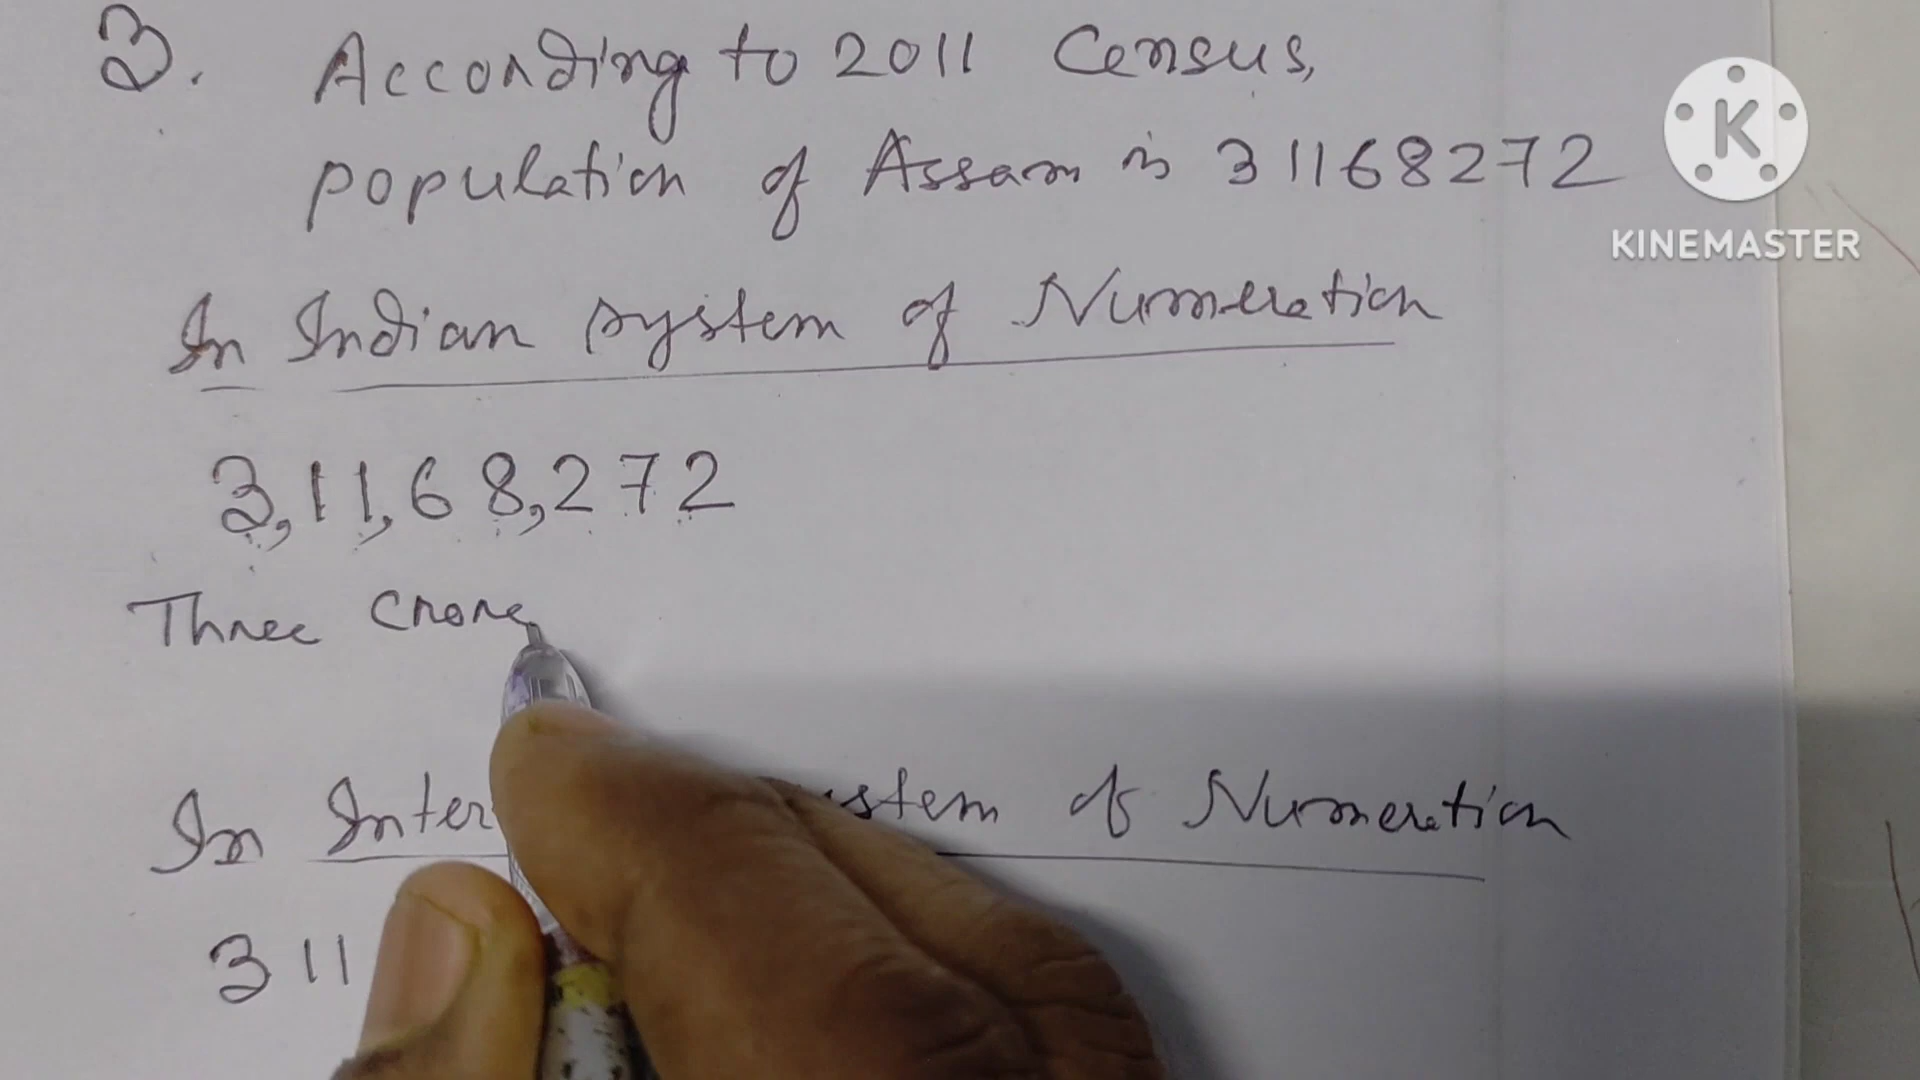 3. According to 2011 Census,
population of Assam is 31168272
K
KINEMASTER
In Indian system of Numeration
3,11,68,272
Three Crore
In Inter stem of Numeration
311